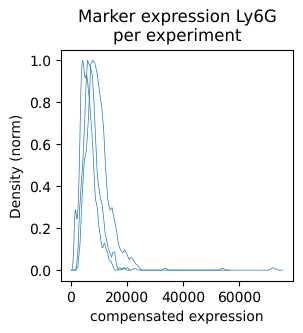 Marker expression Ly6G
per experiment
Density (norm)
1.0
0.8
0.6
0.4
0.2
0.0
0
20000
40000
60000
compensated expression